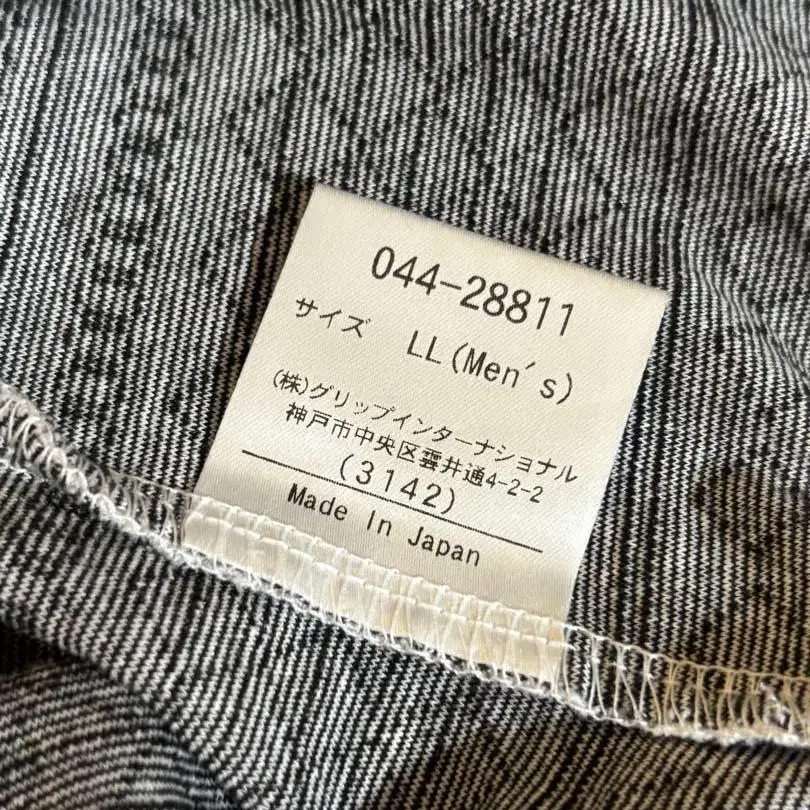 044-28811
サイズ LL(Men's)
(株)グリップインターナショナル
神戸市中央区雲井通4-2-2
(3142)
Made In Japan